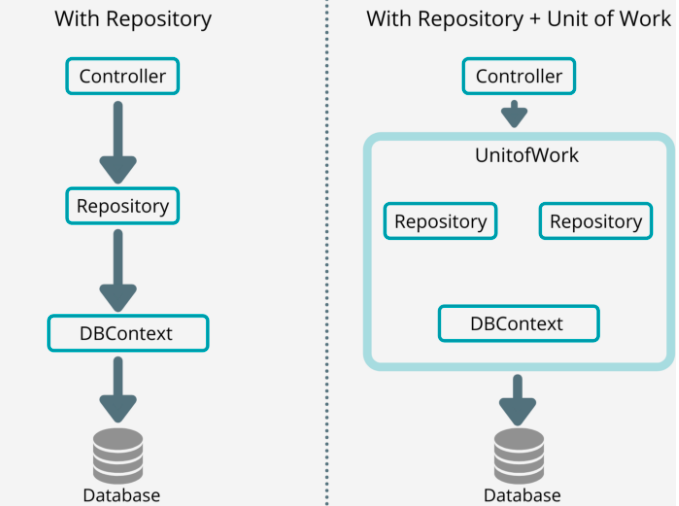 With Repository
Controller
Repository
DBContext
Database
With Repository + Unit of Work
Controller
UnitofWork
Repository
Repository
DBContext
Database